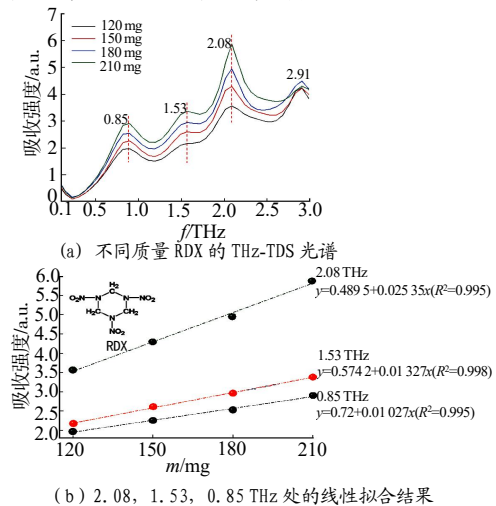 7
6
5
4
3
2
1
0
吸收强度/a.u.
120 mg
150 mg
180 mg
210 mg
0.85
1.53
2.08
2.91
0.1 0.5 1.0 1.5 2.0 2.5 3.0
f/THz
(a) 不同质量 RDX 的 THz-TDS 光谱
6.0
5.5
5.0
4.5
4.0
3.5
3.0
2.5
2.0
吸收强度/a.u.
O₂N
NO₂
N
N
N
C
H₂
H₂C
CH₂
NO₂
RDX
2.08 THz
y=0.489 5+0.025 35x(R²=0.995)
1.53 THz
y=0.574 2+0.01 327x(R²=0.998)
0.85 THz
y=0.72+0.01 027x(R²=0.995)
120 150 180 210
m/mg
(b) 2.08, 1.53, 0.85 THz 处的线性拟合结果